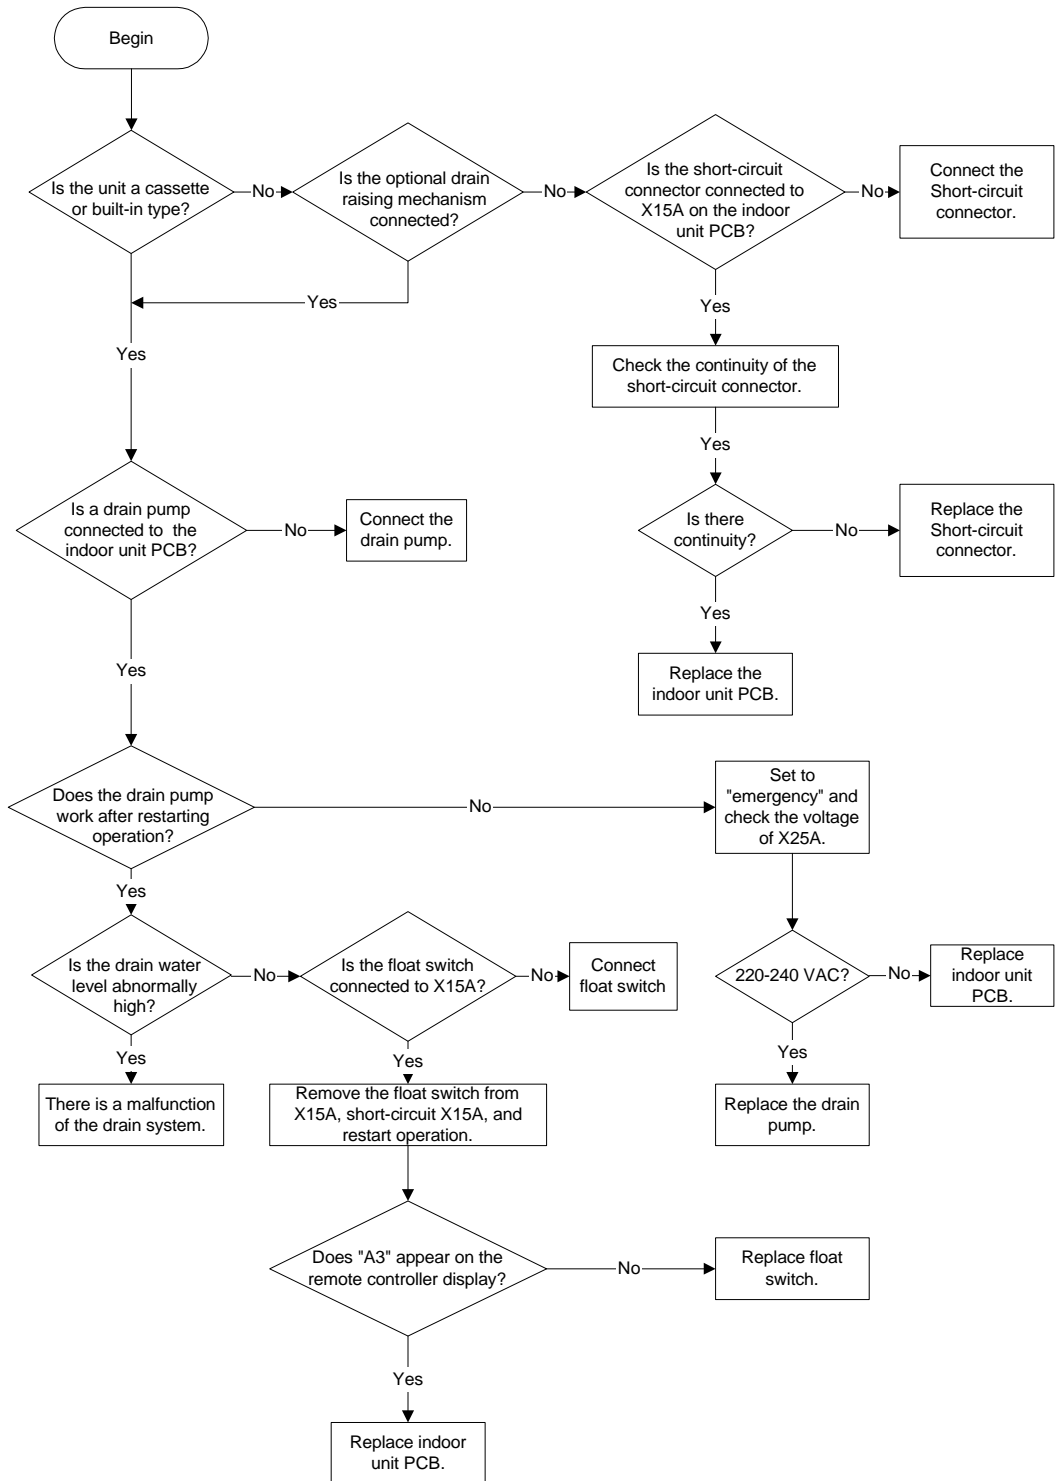 Begin
Is the unit a cassette
or built-in type?
No
Is the optional drain
raising mechanism
connected?
No
Is the short-circuit
connector connected to
X15A on the indoor
unit PCB?
No
Connect the
Short-circuit
connector.
Yes
Yes
Yes
Check the continuity of the
short-circuit connector.
Yes
Is a drain pump
connected to the
indoor unit PCB?
No
Connect the
drain pump.
Is there
continuity?
No
Replace the
Short-circuit
connector.
Yes
Yes
Replace the
indoor unit PCB.
Does the drain pump
work after restarting
operation?
No
Set to
"emergency" and
check the voltage
of X25A.
Yes
Is the drain water
level abnormally
high?
No
Is the float switch
connected to X15A?
No
Connect
float switch
220-240 VAC?
No
Replace
indoor unit
PCB.
Yes
Yes
Yes
There is a malfunction
of the drain system.
Remove the float switch from
X15A, short-circuit X15A, and
restart operation.
Replace the drain
pump.
Does "A3" appear on the
remote controller display?
No
Replace float
switch.
Yes
Replace indoor
unit PCB.